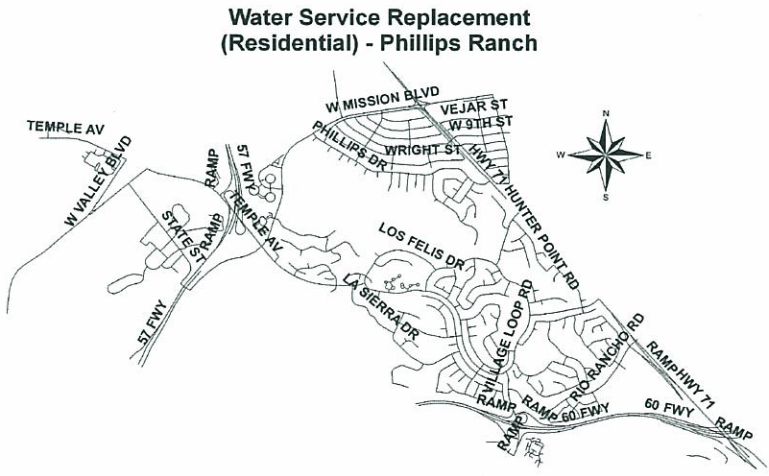 Water Service Replacement
(Residential) - Phillips Ranch
W MISSION BLVD
VEJAR ST
W 9TH ST
TEMPLE AV
W VALLEY BLVD
PHILLIPS DR
WRIGHT ST
HWY 71
N
W
E
S
RAMP
57 FWY
TEMPLE AV
STATE ST
RAMP
57 FWY
HUNTER POINT RD
LOS FELIS DR
LA SIERRA DR
VILLAGE LOOP RD
RIO RANCHO RD
RAMP
HWY 71
RAMP
RAMP
60 FWY
60 FWY
RAMP
RAMP